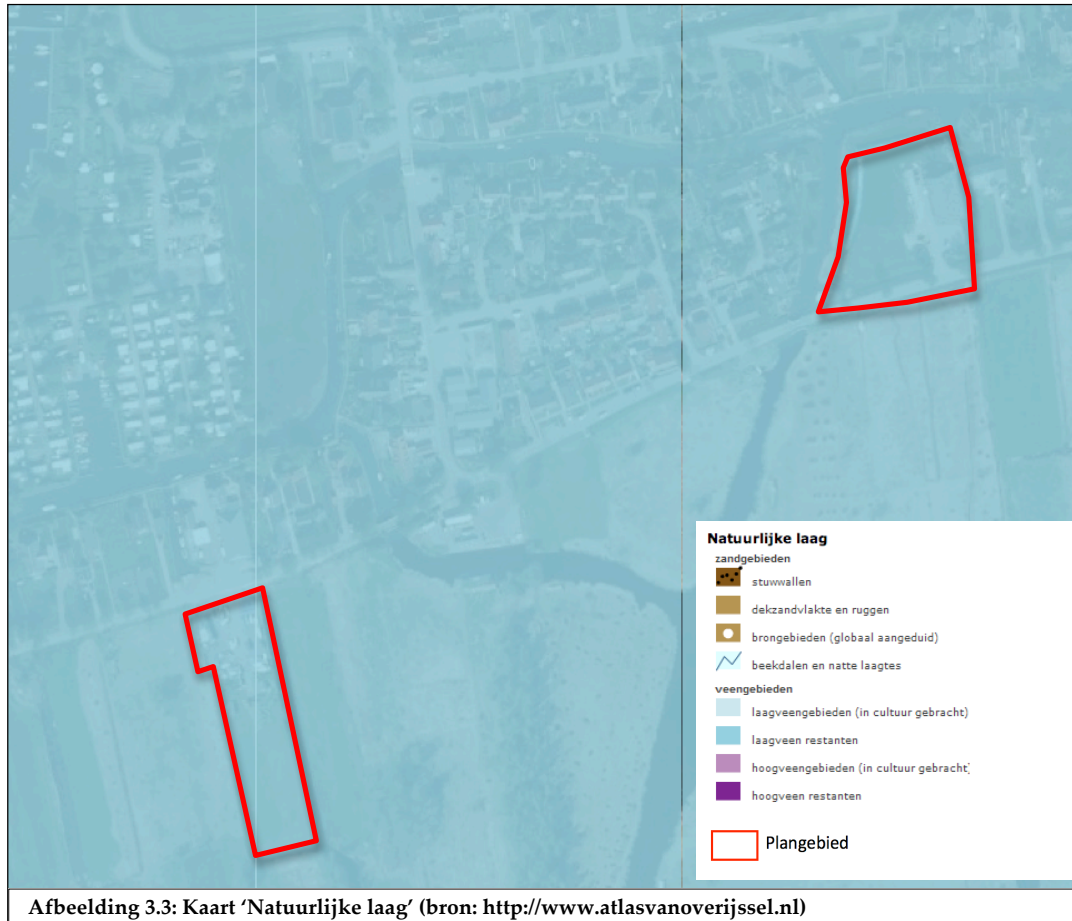 Natuurlijke laag
zandgebieden
stuwwallen
dekzandvlakte en ruggen
brongebieden (globaal aangeduid)
beekdalen en natte laagtes
veengebieden
laagveengebieden (in cultuur gebracht)
laagveen restanten
hoogveengebieden (in cultuur gebracht)
hoogveen restanten
Plangebied
Afbeelding 3.3: Kaart ‘Natuurlijke laag’ (bron: http://www.atlasvanoverijssel.nl)